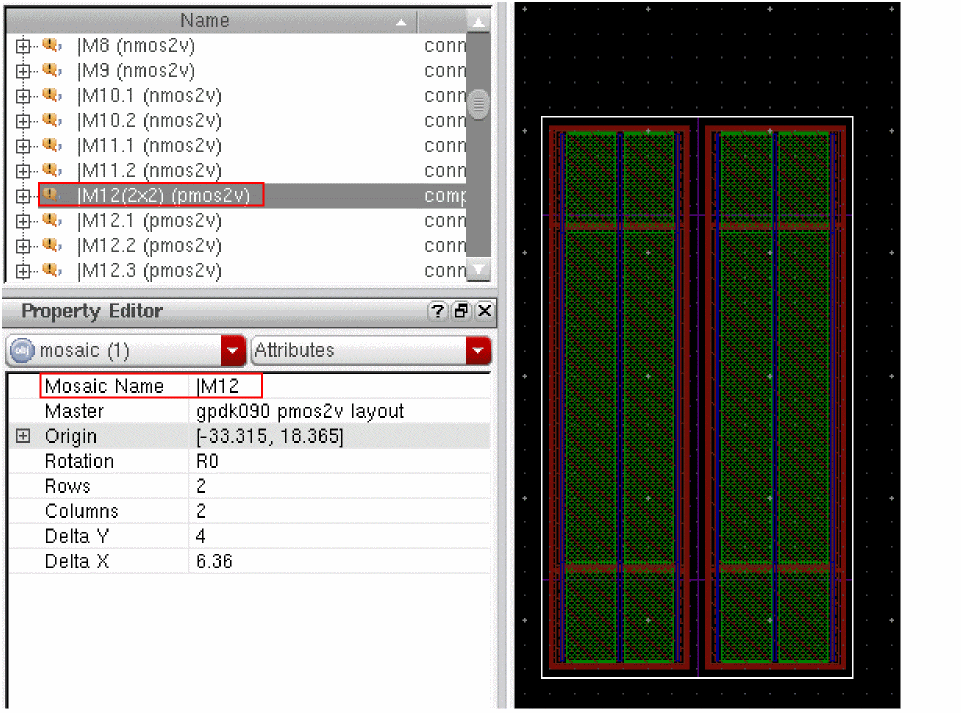 Name
|M8 (nmos2v) conn
|M9 (nmos2v) conn
|M10.1 (nmos2v) conn
|M10.2 (nmos2v) conn
|M11.1 (nmos2v) conn
|M11.2 (nmos2v) conn
|M12(2x2) (pmos2v) comp
|M12.1 (pmos2v) conn
|M12.2 (pmos2v) conn
|M12.3 (pmos2v) conn
Property Editor
obj mosaic (1) Attributes
Mosaic Name |M12
Master gpdk090 pmos2v layout
Origin [-33.315, 18.365]
Rotation R0
Rows 2
Columns 2
Delta Y 4
Delta X 6.36